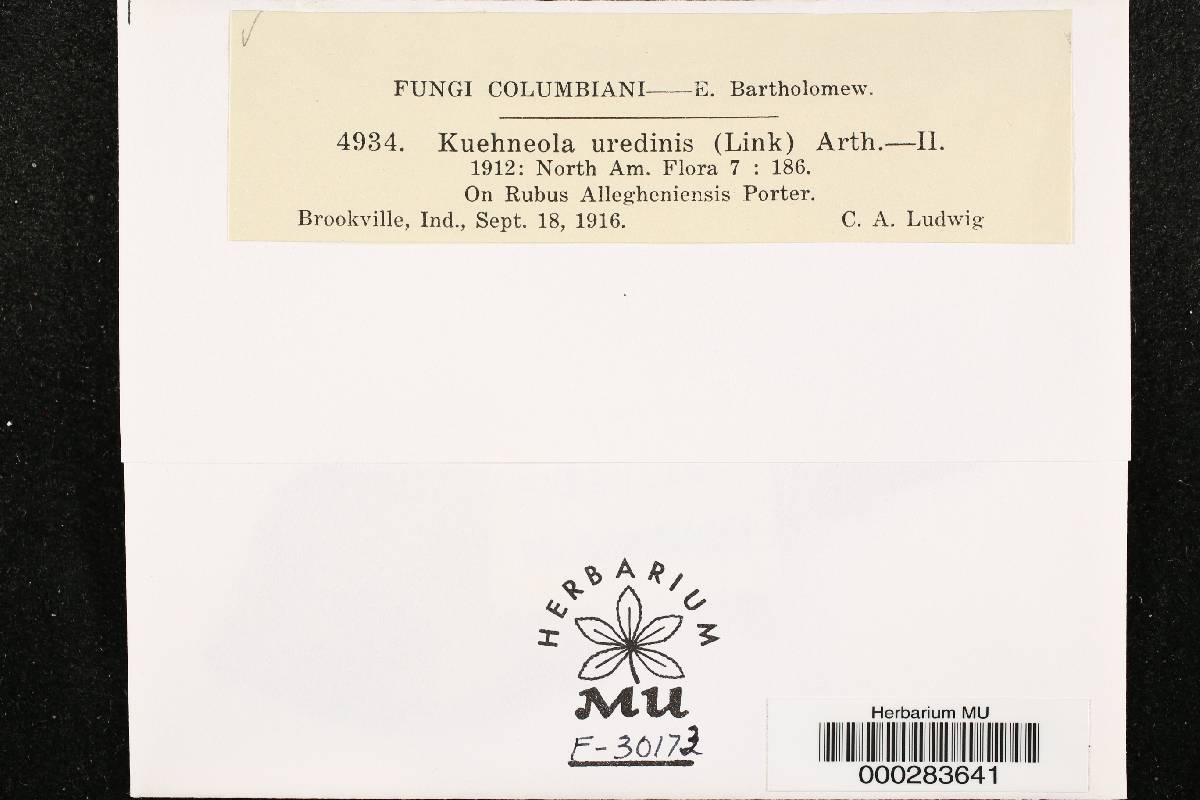 FUNGI COLUMBIANI——E. Bartholomew.
4934. Kuehneola uredinis (Link) Arth.—II.
1912: North Am. Flora 7 : 186.
On Rubus Allegheniensis Porter.
Brookville, Ind., Sept. 18, 1916. C. A. Ludwig
HERBARIUM
MU
F-30173
Herbarium MU
000283641